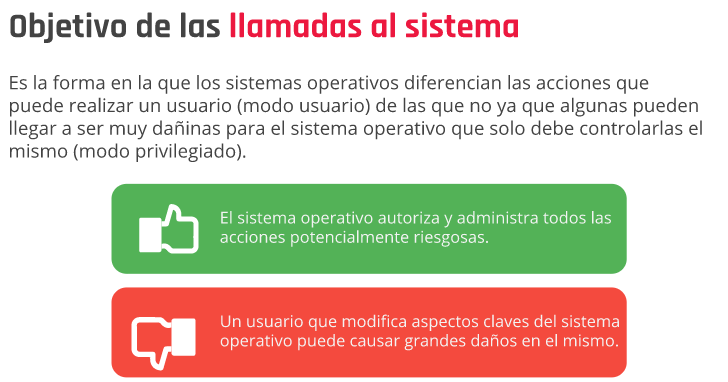 Objetivo de las llamadas al sistema
Es la forma en la que los sistemas operativos diferencian las acciones que
puede realizar un usuario (modo usuario) de las que no ya que algunas pueden
llegar a ser muy dañinas para el sistema operativo que solo debe controlarlas el
mismo (modo privilegiado).
El sistema operativo autoriza y administra todos las
acciones potencialmente riesgosas.
Un usuario que modifica aspectos claves del sistema
operativo puede causar grandes daños en el mismo.